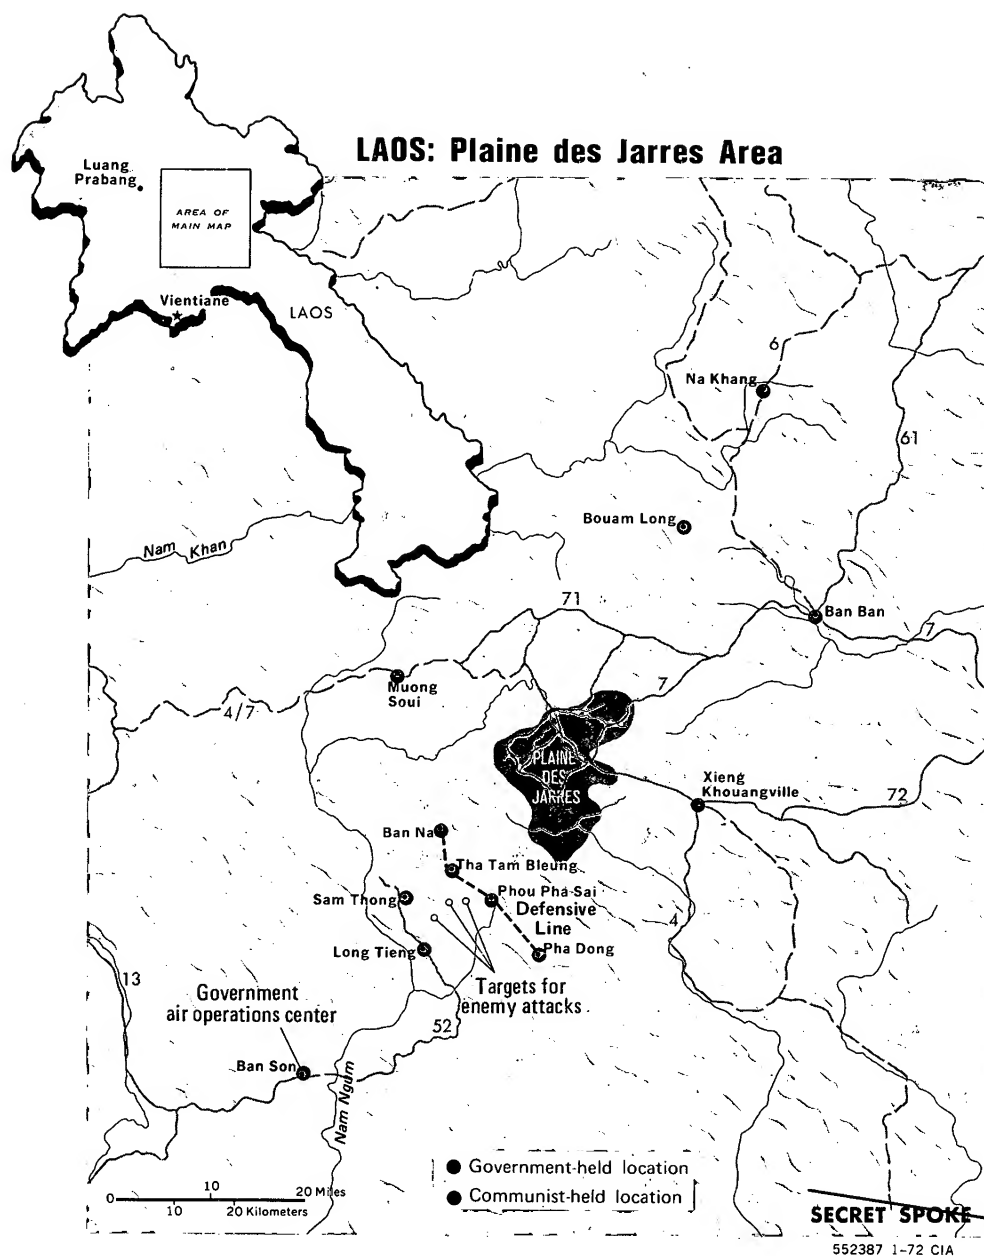 LAOS: Plaine des Jarres Area
Luang
Prabang
AREA OF
MAIN MAP
Vientiane
LAOS
6
Na Khang
61
Bouam Long
Nam Khan
71
Ban Ban
7
Muong
Soui
7
4/7
PLAINE
DES
JARRES
Xieng
Khouangville
72
Ban Na
Tha Tam Bleung
Sam Thong
Phou Pha Sai
Defensive
Line
4
Long Tieng
Pha Dong
13
Government
air operations center
Targets for
enemy attacks
52
Ban Son
Nam Ngum
Government-held location
Communist-held location
0 10 20 Miles
10 20 Kilometers
SECRET SPOKE
552387 1-72 CIA